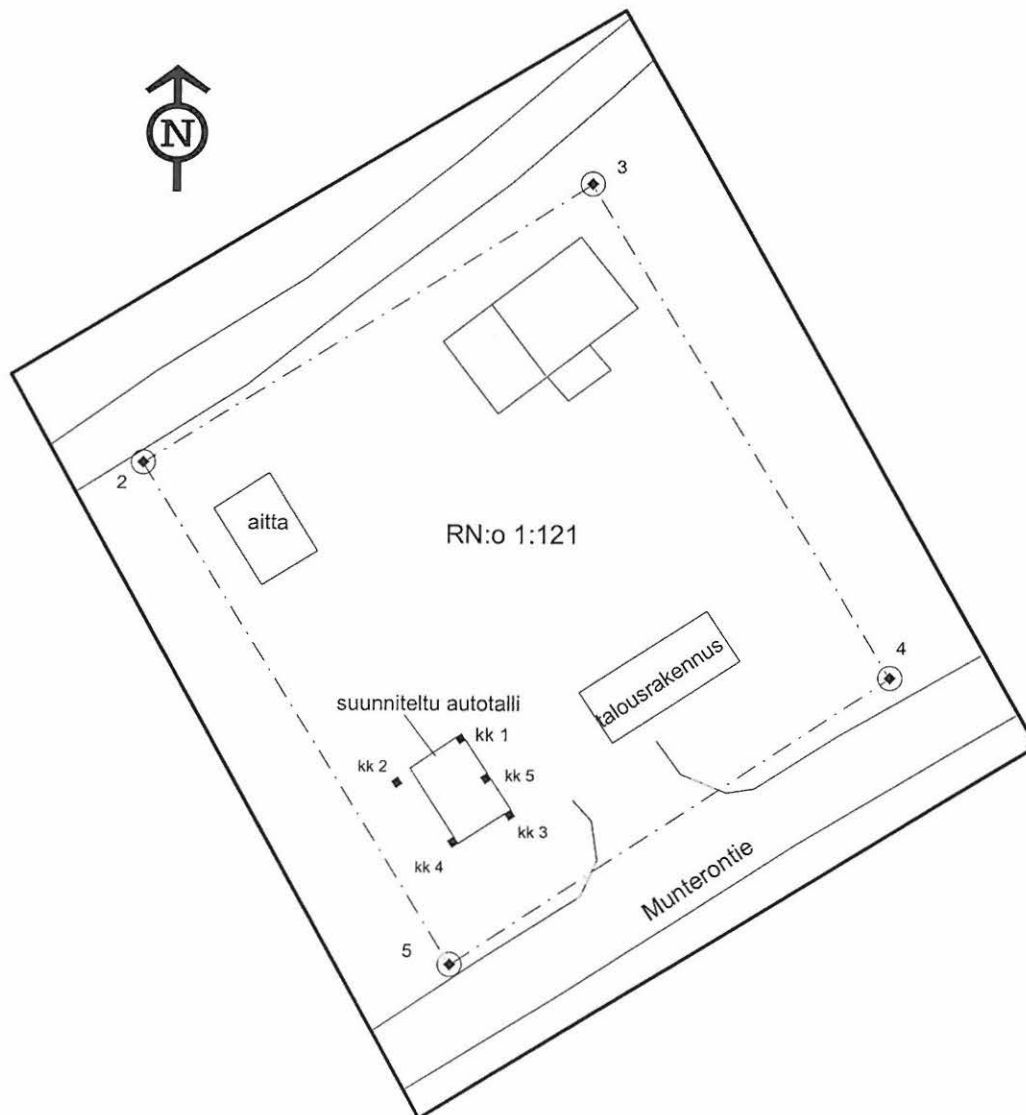 N
3
2
aitta
RN:o 1:121
4
talousrakennus
suunniteltu autotalli
kk 1
kk 2
kk 5
kk 3
kk 4
Munterontie
5